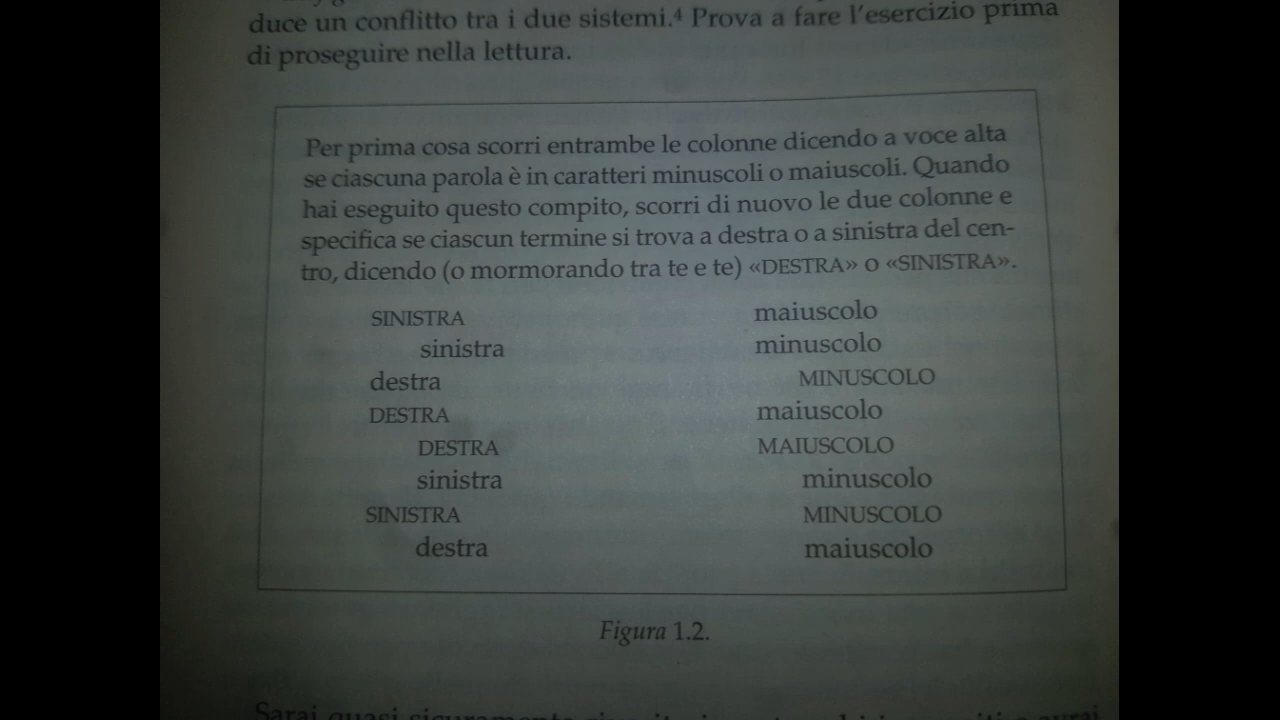 duce un conflitto tra i due sistemi.⁴ Prova a fare l'esercizio prima
di proseguire nella lettura.
Per prima cosa scorri entrambe le colonne dicendo a voce alta
se ciascuna parola è in caratteri minuscoli o maiuscoli. Quando
hai eseguito questo compito, scorri di nuovo le due colonne e
specifica se ciascun termine si trova a destra o a sinistra del cen-
tro, dicendo (o mormorando tra te e te) «DESTRA» O «SINISTRA».
SINISTRA maiuscolo
sinistra minuscolo
destra MINUSCOLO
DESTRA maiuscolo
DESTRA MAIUSCOLO
sinistra minuscolo
SINISTRA MINUSCOLO
destra maiuscolo
Figura 1.2.
Sarai quasi sicuramente